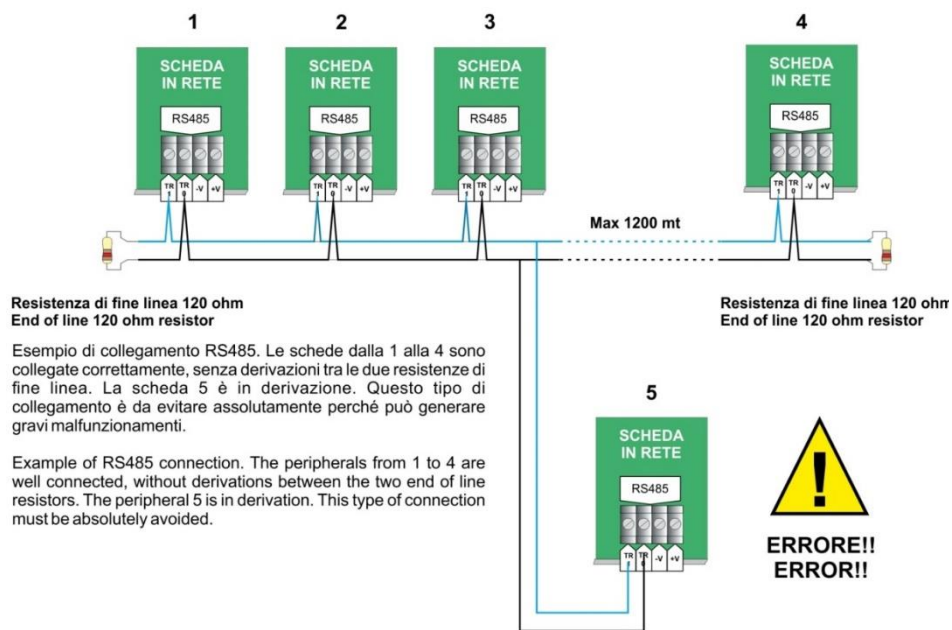 1
2
3
4
SCHEDA
IN RETE
RS485
TR
1
TR
0
-V
+V
SCHEDA
IN RETE
RS485
TR
1
TR
0
-V
+V
SCHEDA
IN RETE
RS485
TR
1
TR
0
-V
+V
SCHEDA
IN RETE
RS485
TR
1
TR
0
-V
+V
Max 1200 mt
Resistenza di fine linea 120 ohm
End of line 120 ohm resistor
Resistenza di fine linea 120 ohm
End of line 120 ohm resistor
Esempio di collegamento RS485. Le schede dalla 1 alla 4 sono
collegate correttamente, senza derivazioni tra le due resistenze di
fine linea. La scheda 5 è in derivazione. Questo tipo di
collegamento è da evitare assolutamente perché può generare
gravi malfunzionamenti.
Example of RS485 connection. The peripherals from 1 to 4 are
well connected, without derivations between the two end of line
resistors. The peripheral 5 is in derivation. This type of connection
must be absolutely avoided.
5
SCHEDA
IN RETE
RS485
TR
1
TR
0
-V
+V
!
ERRORE!!
ERROR!!